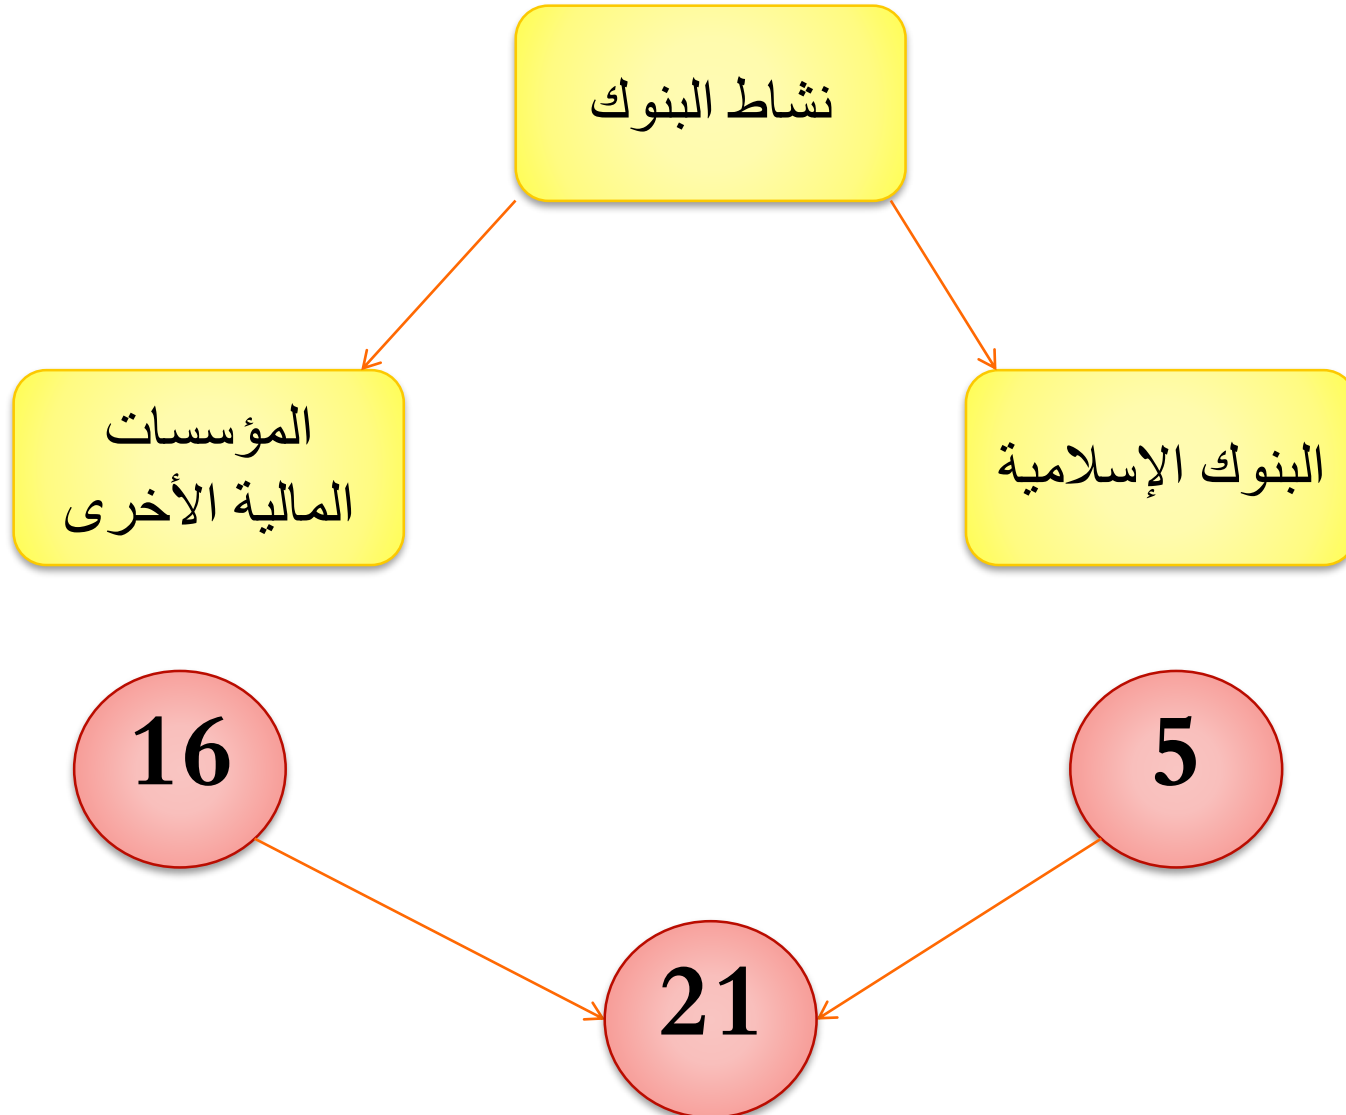 نشاط البنوك
البنوك الإسلامية
المؤسسات
المالية الأخرى
5
16
21